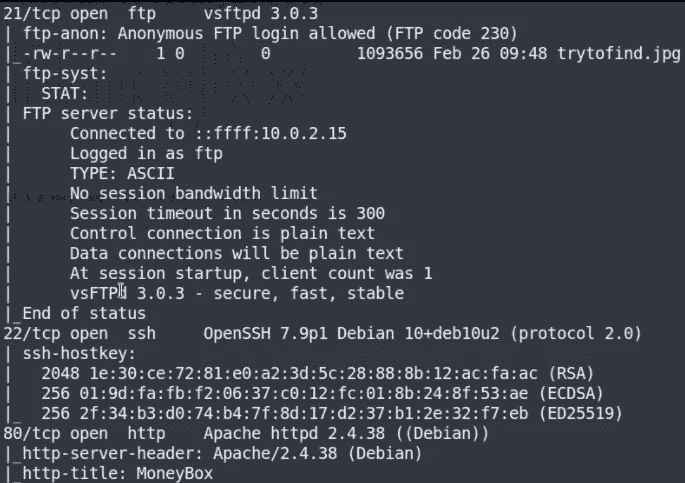 21/tcp open  ftp     vsftpd 3.0.3
| ftp-anon: Anonymous FTP login allowed (FTP code 230)
|_-rw-r--r--    1 0        0         1093656 Feb 26 09:48 trytofind.jpg
| ftp-syst:
|   STAT:
| FTP server status:
|      Connected to ::ffff:10.0.2.15
|      Logged in as ftp
|      TYPE: ASCII
|      No session bandwidth limit
|      Session timeout in seconds is 300
|      Control connection is plain text
|      Data connections will be plain text
|      At session startup, client count was 1
|      vsFTPd 3.0.3 - secure, fast, stable
|_End of status
22/tcp open  ssh     OpenSSH 7.9p1 Debian 10+deb10u2 (protocol 2.0)
| ssh-hostkey:
|   2048 1e:30:ce:72:81:e0:a2:3d:5c:28:88:8b:12:ac:fa:ac (RSA)
|   256 01:9d:fa:fb:f2:06:37:c0:12:fc:01:8b:24:8f:53:ae (ECDSA)
|_  256 2f:34:b3:d0:74:b4:7f:8d:17:d2:37:b1:2e:32:f7:eb (ED25519)
80/tcp open  http    Apache httpd 2.4.38 ((Debian))
|_http-server-header: Apache/2.4.38 (Debian)
|_http-title: MoneyBox